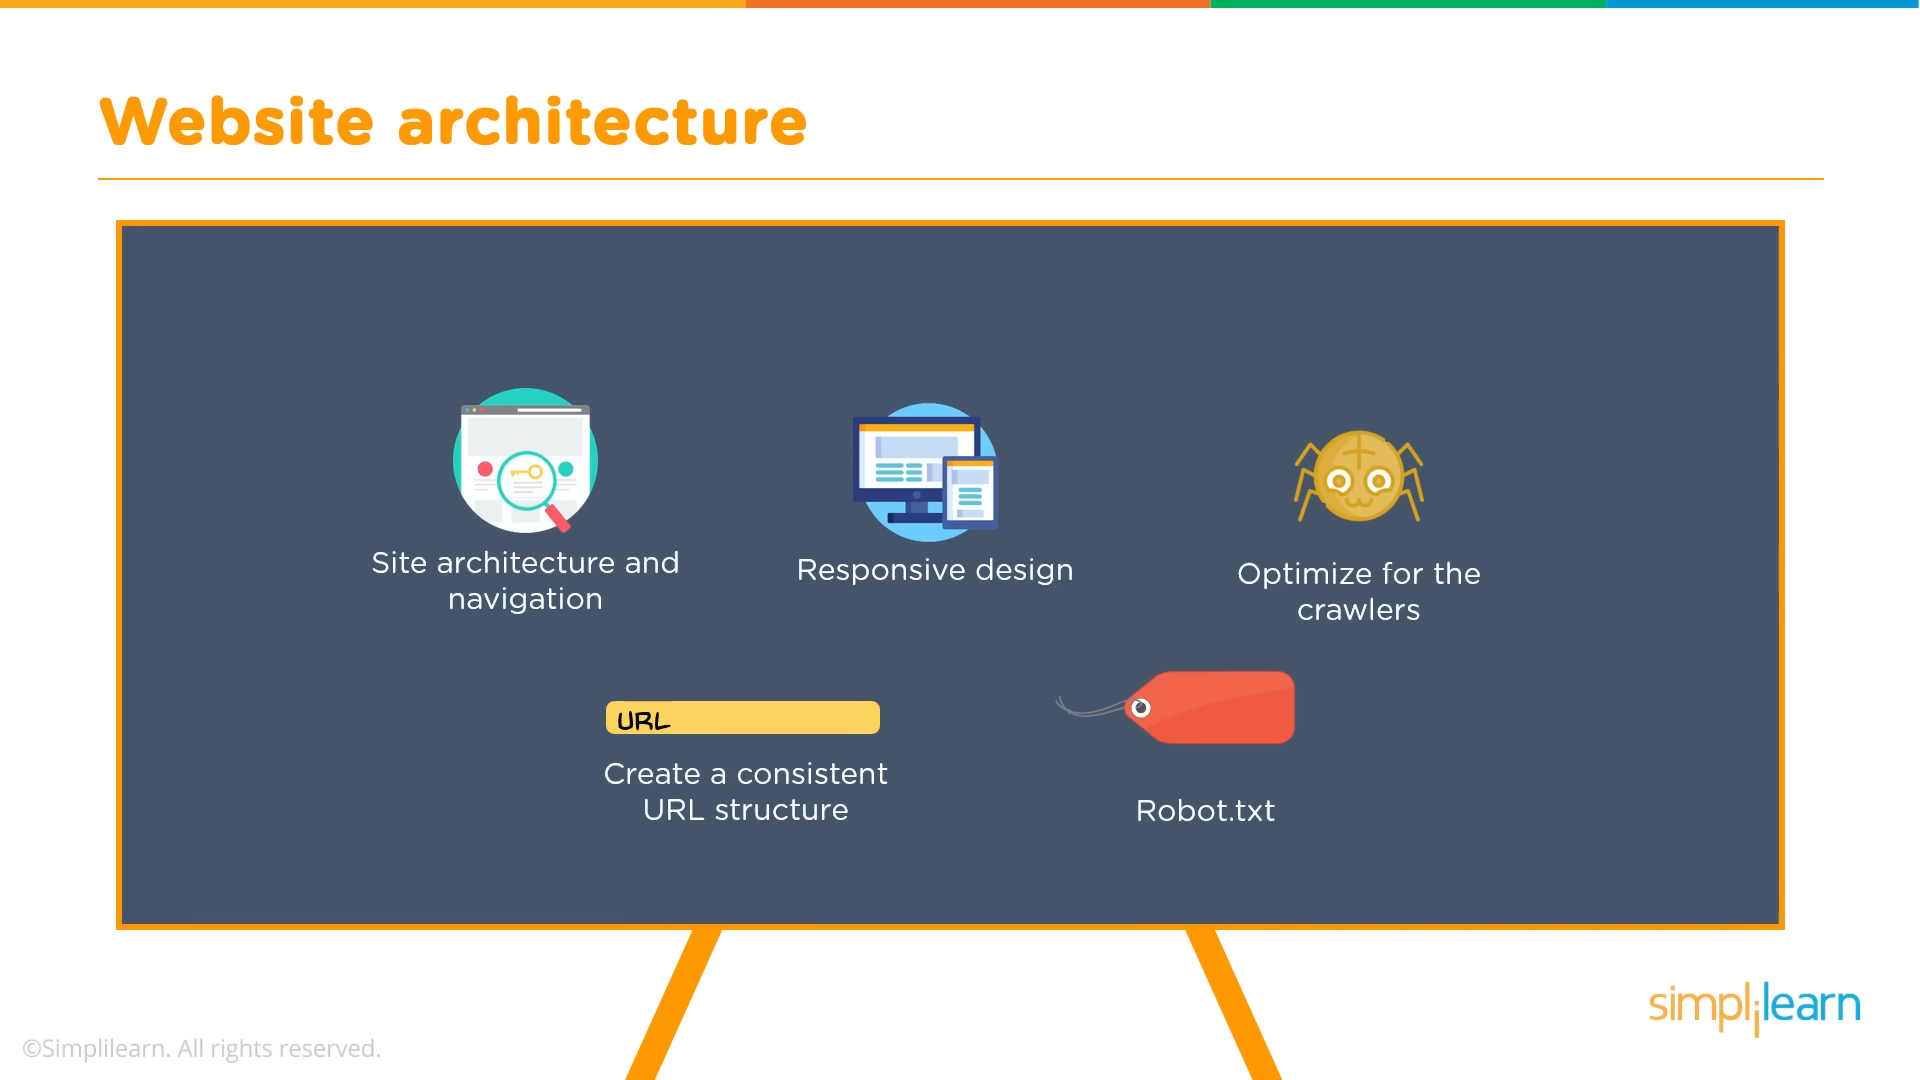 Website architecture
Site architecture and
navigation
Responsive design
Optimize for the
crawlers
URL
Create a consistent
URL structure
Robot.txt
simplilearn
©Simplilearn. All rights reserved.